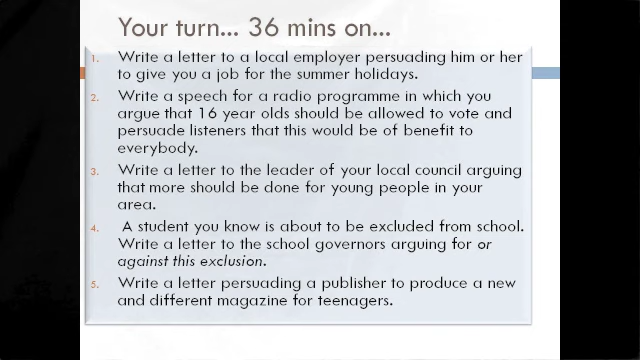 Your turn... 36 mins on...
1. Write a letter to a local employer persuading him or her
to give you a job for the summer holidays.
2. Write a speech for a radio programme in which you
argue that 16 year olds should be allowed to vote and
persuade listeners that this would be of benefit to
everybody.
3. Write a letter to the leader of your local council arguing
that more should be done for young people in your
area.
4. A student you know is about to be excluded from school.
Write a letter to the school governors arguing for or
against this exclusion.
5. Write a letter persuading a publisher to produce a new
and different magazine for teenagers.